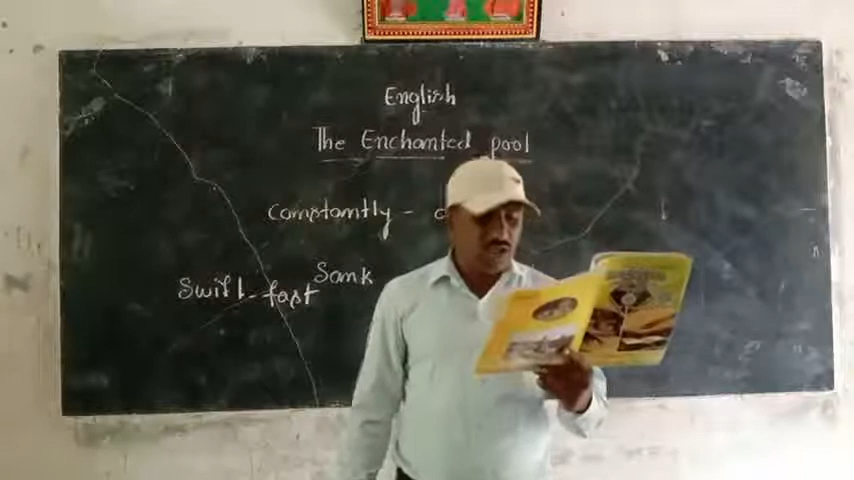 English
The Enchanted pool
Constantly -
Sank
Swift - fast